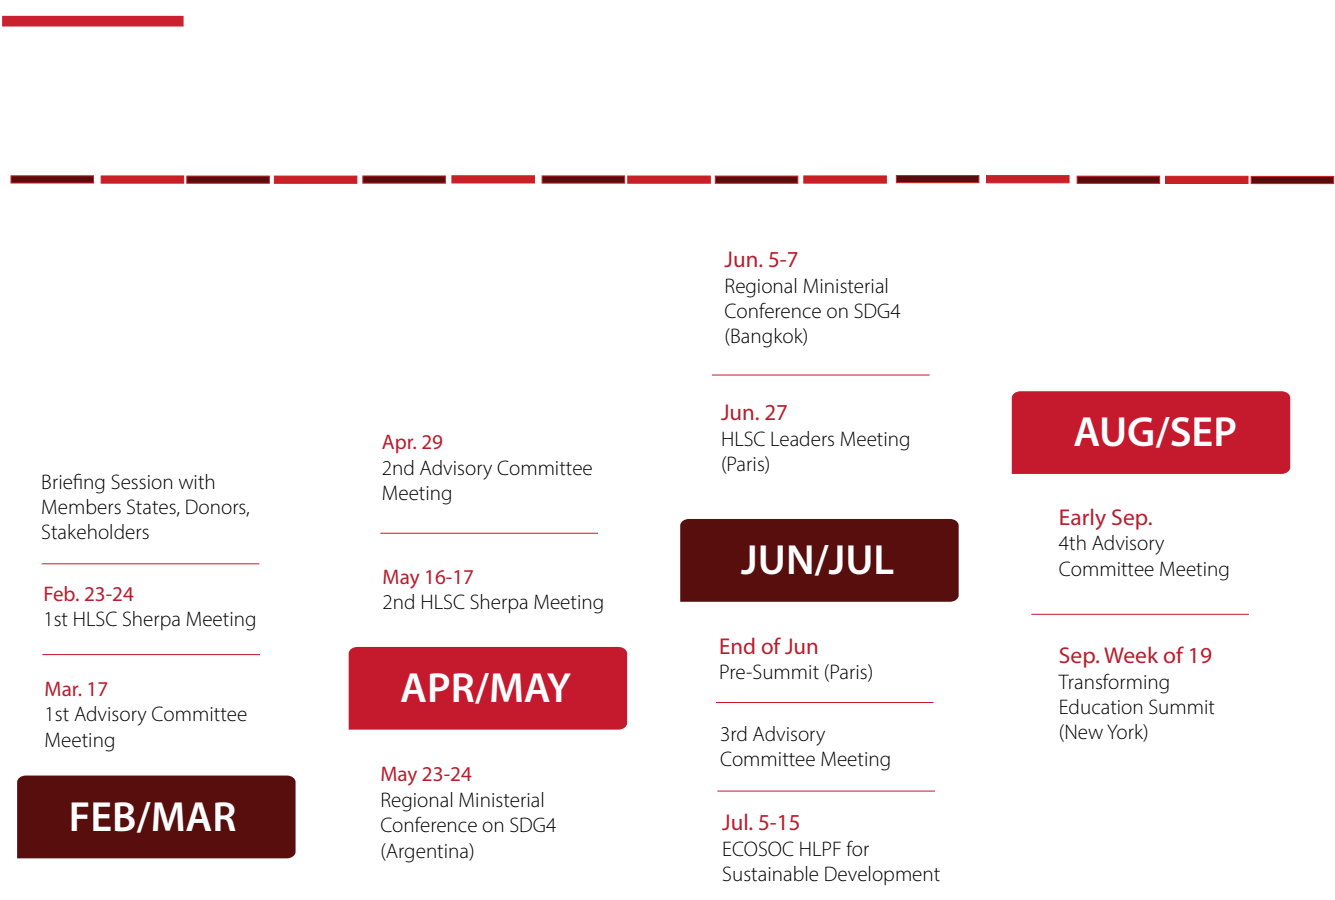 Briefing Session with
Members States, Donors,
Stakeholders
Feb. 23-24
1st HLSC Sherpa Meeting
Mar. 17
1st Advisory Committee
Meeting
FEB/MAR
Apr. 29
2nd Advisory Committee
Meeting
May 16-17
2nd HLSC Sherpa Meeting
APR/MAY
May 23-24
Regional Ministerial
Conference on SDG4
(Argentina)
Jun. 5-7
Regional Ministerial
Conference on SDG4
(Bangkok)
Jun. 27
HLSC Leaders Meeting
(Paris)
JUN/JUL
End of Jun
Pre-Summit (Paris)
3rd Advisory
Committee Meeting
Jul. 5-15
ECOSOC HLPF for
Sustainable Development
AUG/SEP
Early Sep.
4th Advisory
Committee Meeting
Sep. Week of 19
Transforming
Education Summit
(New York)